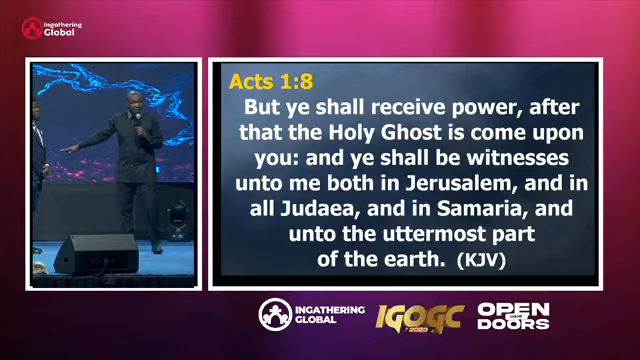 Ingathering
Global
Acts 1:8
But ye shall receive power, after
that the Holy Ghost is come upon
you: and ye shall be witnesses
unto me both in Jerusalem, and in
all Judaea, and in Samaria, and
unto the uttermost part
of the earth. (KJV)
INGATHERING
GLOBAL
IGOGC
2023
OPEN
DOORS